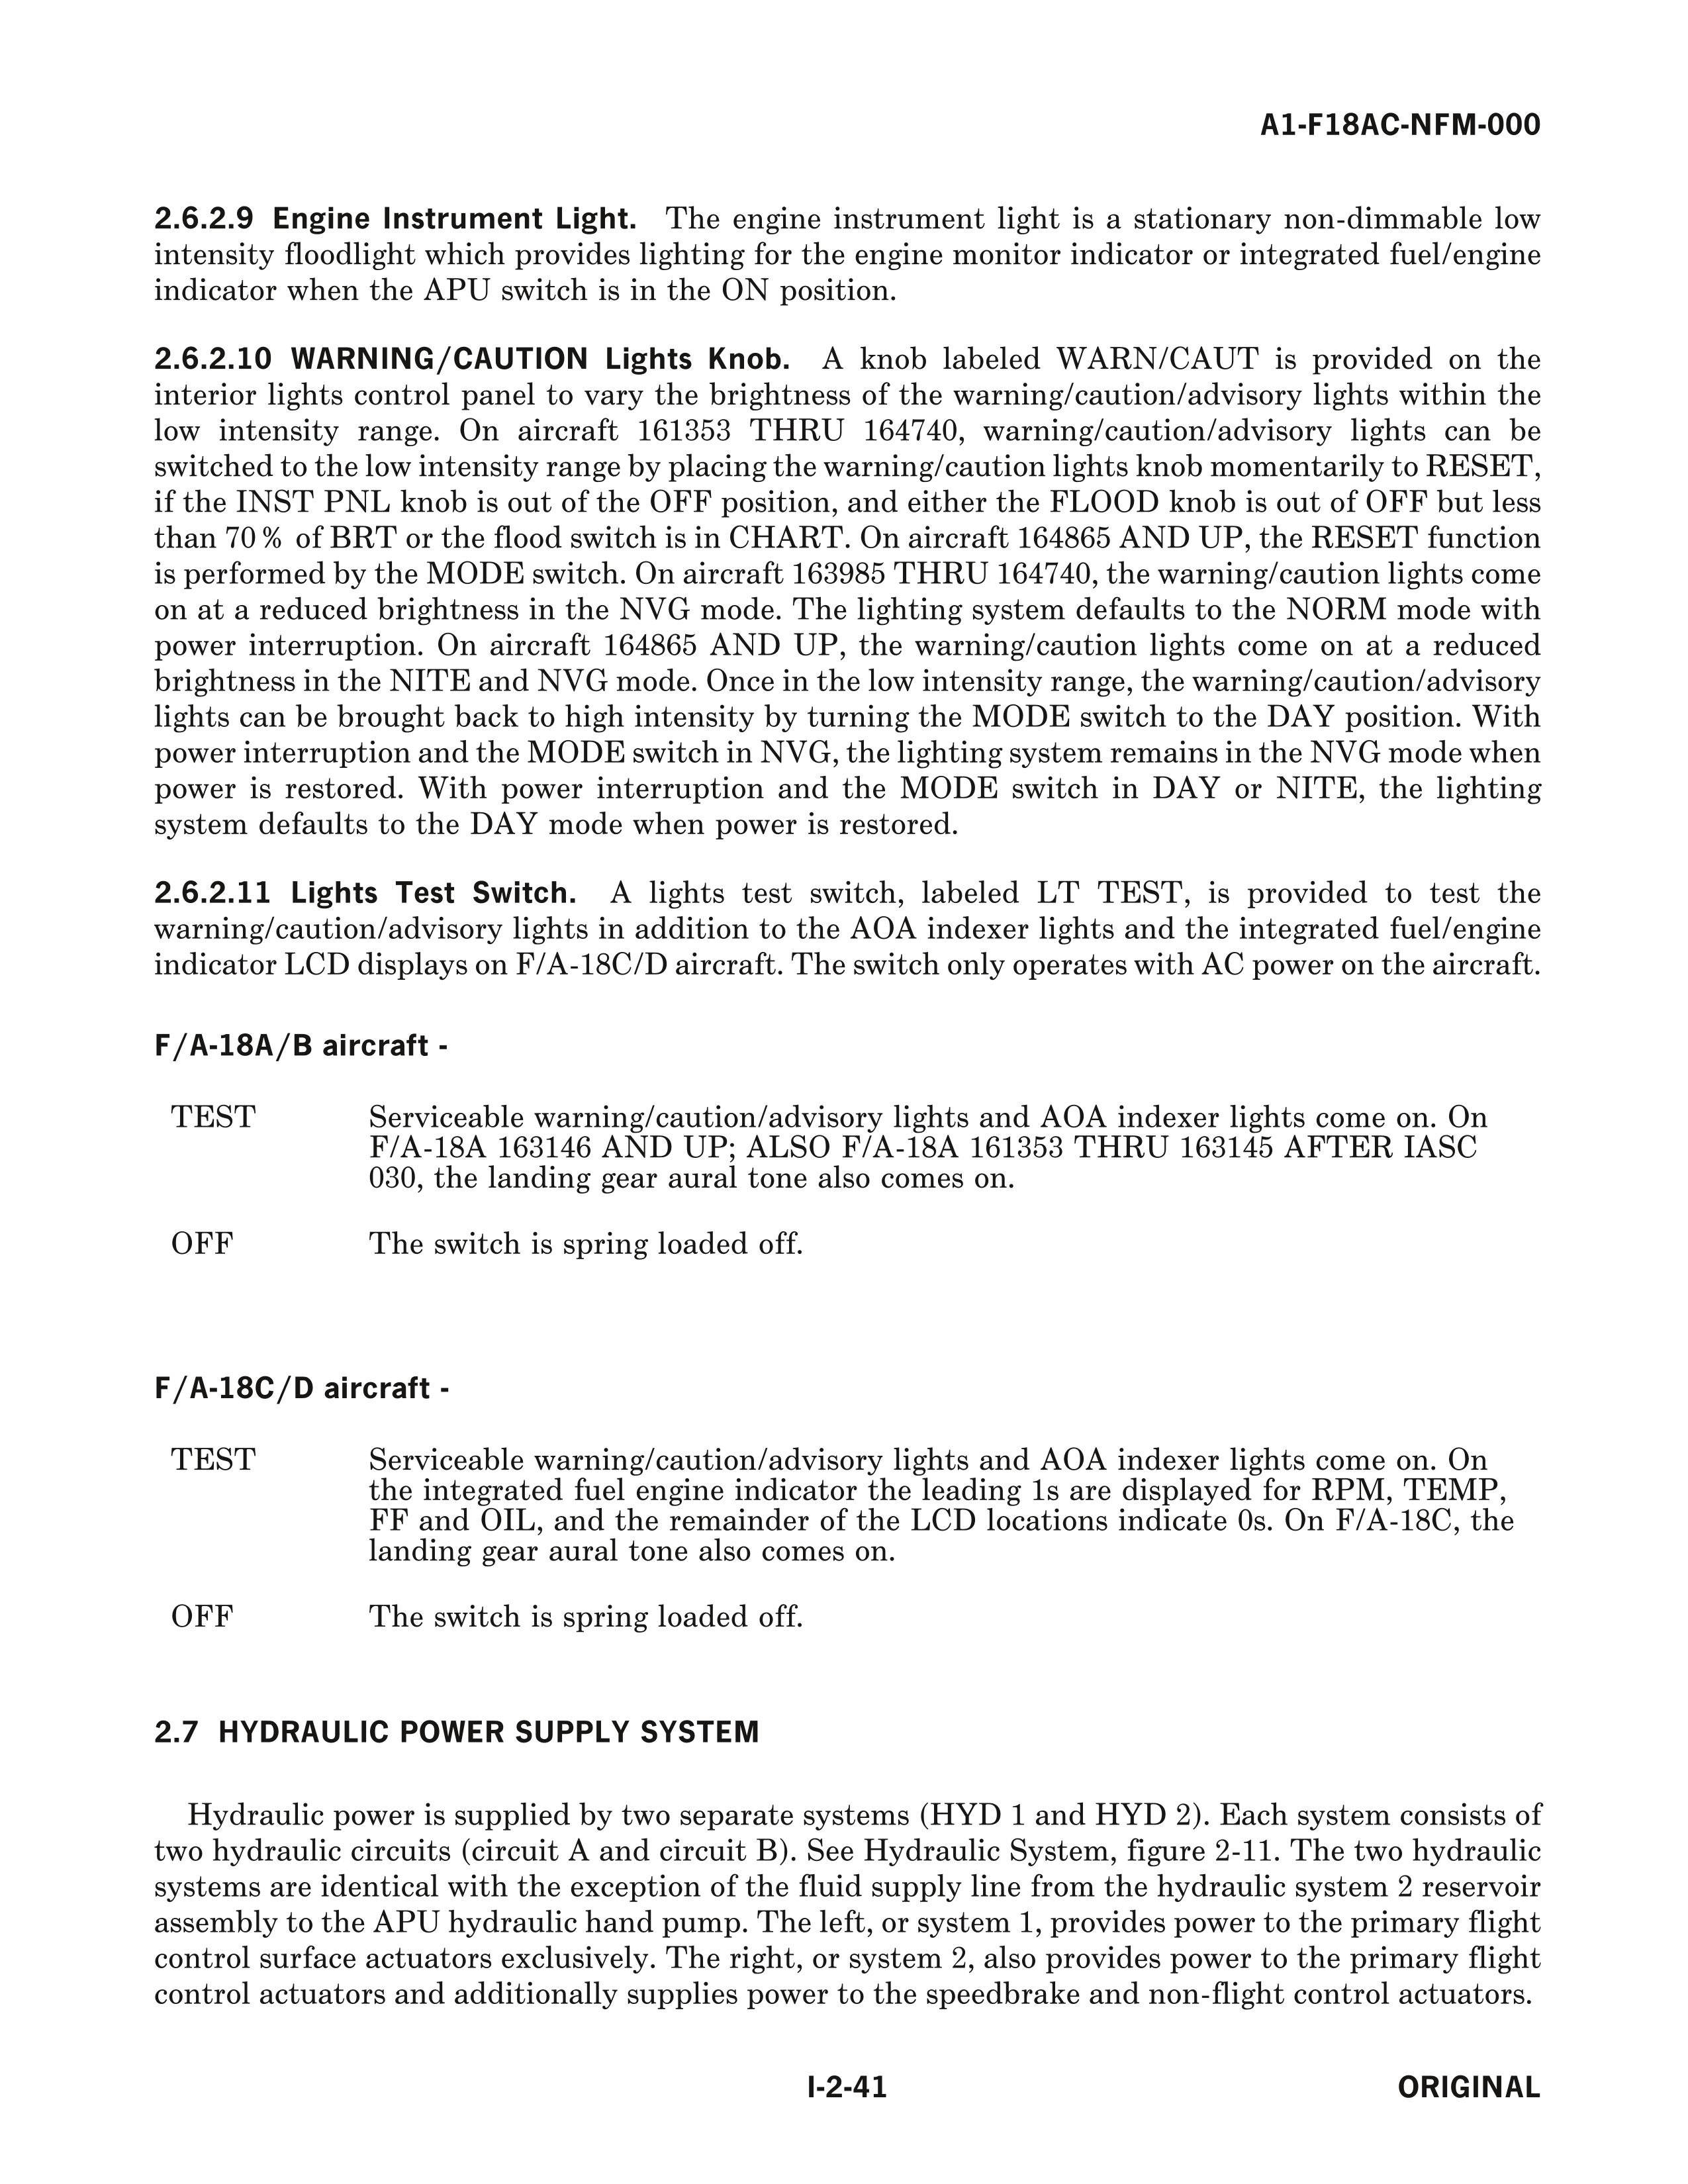 A1-F18AC-NFM-000
2.6.2.9 Engine Instrument Light. The engine instrument light is a stationary non-dimmable low
intensity floodlight which provides lighting for the engine monitor indicator or integrated fuel/engine
indicator when the APU switch is in the ON position.
2.6.2.10 WARNING/CAUTION Lights Knob. A knob labeled WARN/CAUT is provided on the
interior lights control panel to vary the brightness of the warning/caution/advisory lights within the
low intensity range. On aircraft 161353 THRU 164740, warning/caution/advisory lights can be
switched to the low intensity range by placing the warning/caution lights knob momentarily to RESET,
if the INST PNL knob is out of the OFF position, and either the FLOOD knob is out of OFF but less
than 70 % of BRT or the flood switch is in CHART. On aircraft 164865 AND UP, the RESET function
is performed by the MODE switch. On aircraft 163985 THRU 164740, the warning/caution lights come
on at a reduced brightness in the NVG mode. The lighting system defaults to the NORM mode with
power interruption. On aircraft 164865 AND UP, the warning/caution lights come on at a reduced
brightness in the NITE and NVG mode. Once in the low intensity range, the warning/caution/advisory
lights can be brought back to high intensity by turning the MODE switch to the DAY position. With
power interruption and the MODE switch in NVG, the lighting system remains in the NVG mode when
power is restored. With power interruption and the MODE switch in DAY or NITE, the lighting
system defaults to the DAY mode when power is restored.
2.6.2.11 Lights Test Switch. A lights test switch, labeled LT TEST, is provided to test the
warning/caution/advisory lights in addition to the AOA indexer lights and the integrated fuel/engine
indicator LCD displays on F/A-18C/D aircraft. The switch only operates with AC power on the aircraft.
F/A-18A/B aircraft -
TEST Serviceable warning/caution/advisory lights and AOA indexer lights come on. On
F/A-18A 163146 AND UP; ALSO F/A-18A 161353 THRU 163145 AFTER IASC
030, the landing gear aural tone also comes on.
OFF The switch is spring loaded off.
F/A-18C/D aircraft -
TEST Serviceable warning/caution/advisory lights and AOA indexer lights come on. On
the integrated fuel engine indicator the leading 1s are displayed for RPM, TEMP,
FF and OIL, and the remainder of the LCD locations indicate 0s. On F/A-18C, the
landing gear aural tone also comes on.
OFF The switch is spring loaded off.
2.7 HYDRAULIC POWER SUPPLY SYSTEM
Hydraulic power is supplied by two separate systems (HYD 1 and HYD 2). Each system consists of
two hydraulic circuits (circuit A and circuit B). See Hydraulic System, figure 2-11. The two hydraulic
systems are identical with the exception of the fluid supply line from the hydraulic system 2 reservoir
assembly to the APU hydraulic hand pump. The left, or system 1, provides power to the primary flight
control surface actuators exclusively. The right, or system 2, also provides power to the primary flight
control actuators and additionally supplies power to the speedbrake and non-flight control actuators.
I-2-41 ORIGINAL